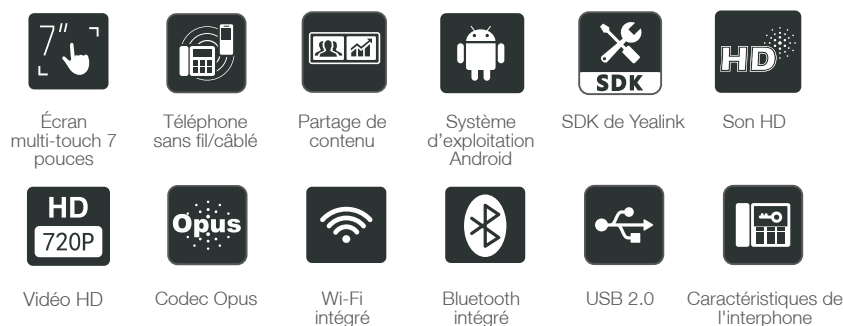 7"
SDK
HD
Écran
multi-touch 7
pouces
Téléphone
sans fil/câblé
Partage de
contenu
Système
d'exploitation
Android
SDK de Yealink
Son HD
HD
720P
Opus
Vidéo HD
Codec Opus
Wi-Fi
intégré
Bluetooth
intégré
USB 2.0
Caractéristiques de
l'interphone